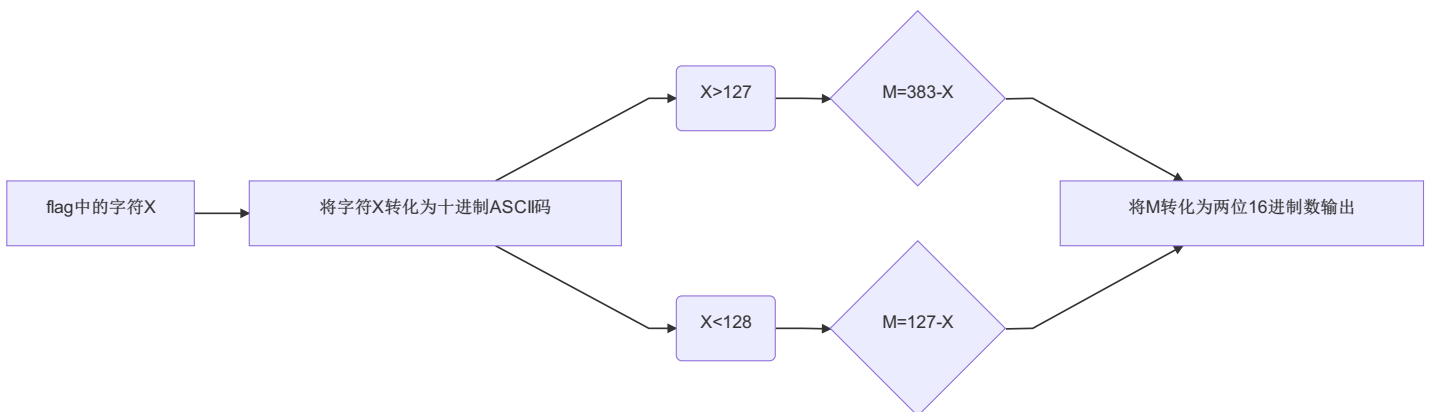 flag中的字符X
将字符X转化为十进制ASCII码
X>127
M=383-X
X<128
M=127-X
将M转化为两位16进制数输出